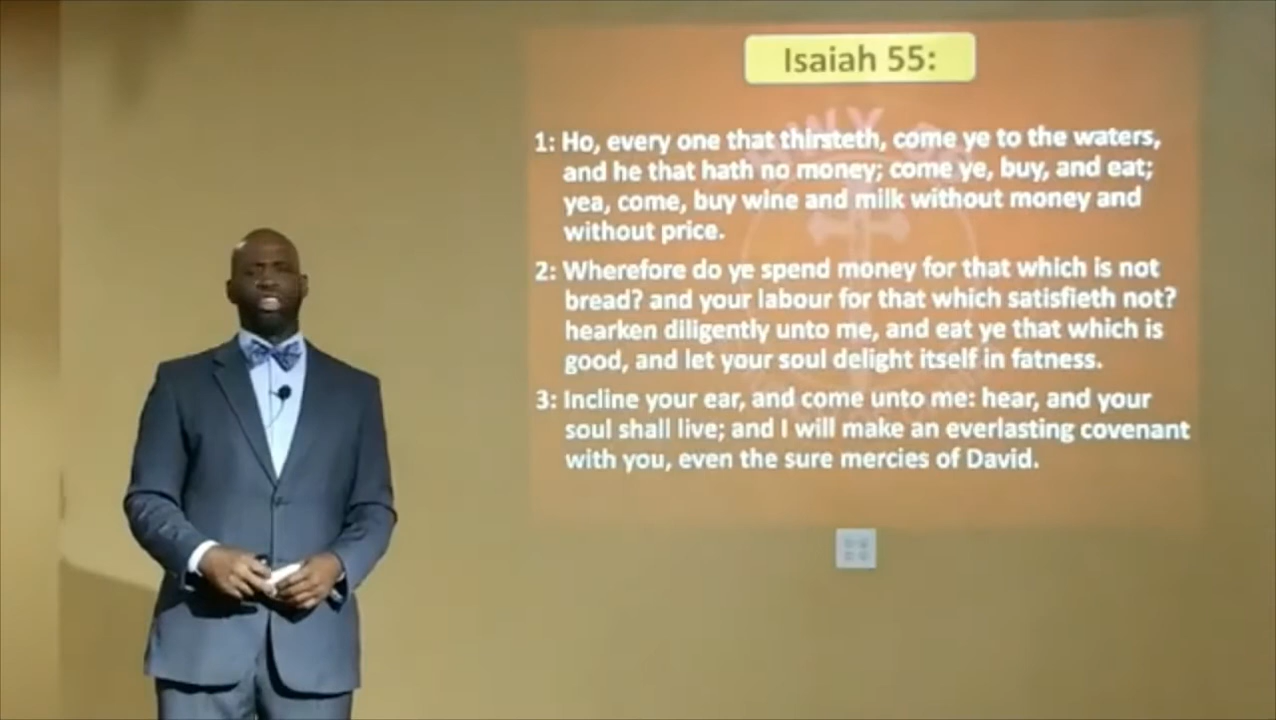 Isaiah 55:
1: Ho, every one that thirsteth, come ye to the waters,
and he that hath no money; come ye, buy, and eat;
yea, come, buy wine and milk without money and
without price.
2: Wherefore do ye spend money for that which is not
bread? and your labour for that which satisfieth not?
hearken diligently unto me, and eat ye that which is
good, and let your soul delight itself in fatness.
3: Incline your ear, and come unto me: hear, and your
soul shall live; and I will make an everlasting covenant
with you, even the sure mercies of David.